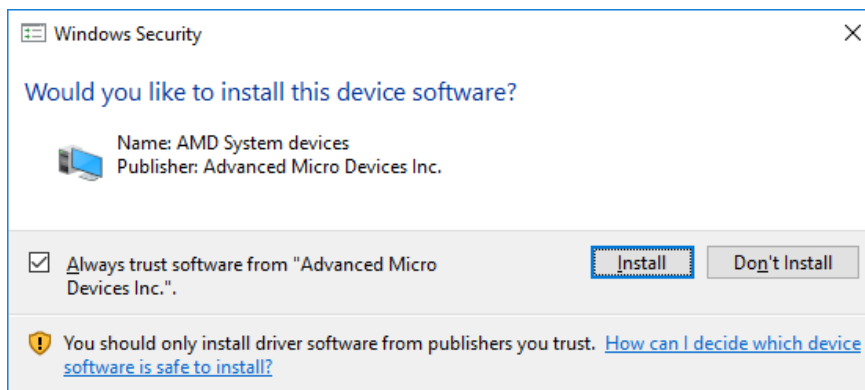 Windows Security
Would you like to install this device software?
Name: AMD System devices
Publisher: Advanced Micro Devices Inc.
Always trust software from "Advanced Micro
Devices Inc.".
Install
Don't Install
You should only install driver software from publishers you trust. How can I decide which device
software is safe to install?